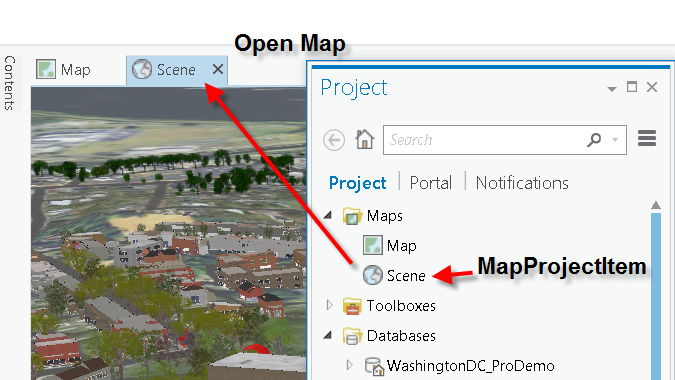 Open Map
Contents
Map
Scene
Project
Search
Project Portal Notifications
Maps
Map
Scene
MapProjectItem
Toolboxes
Databases
WashingtonDC_ProDemo